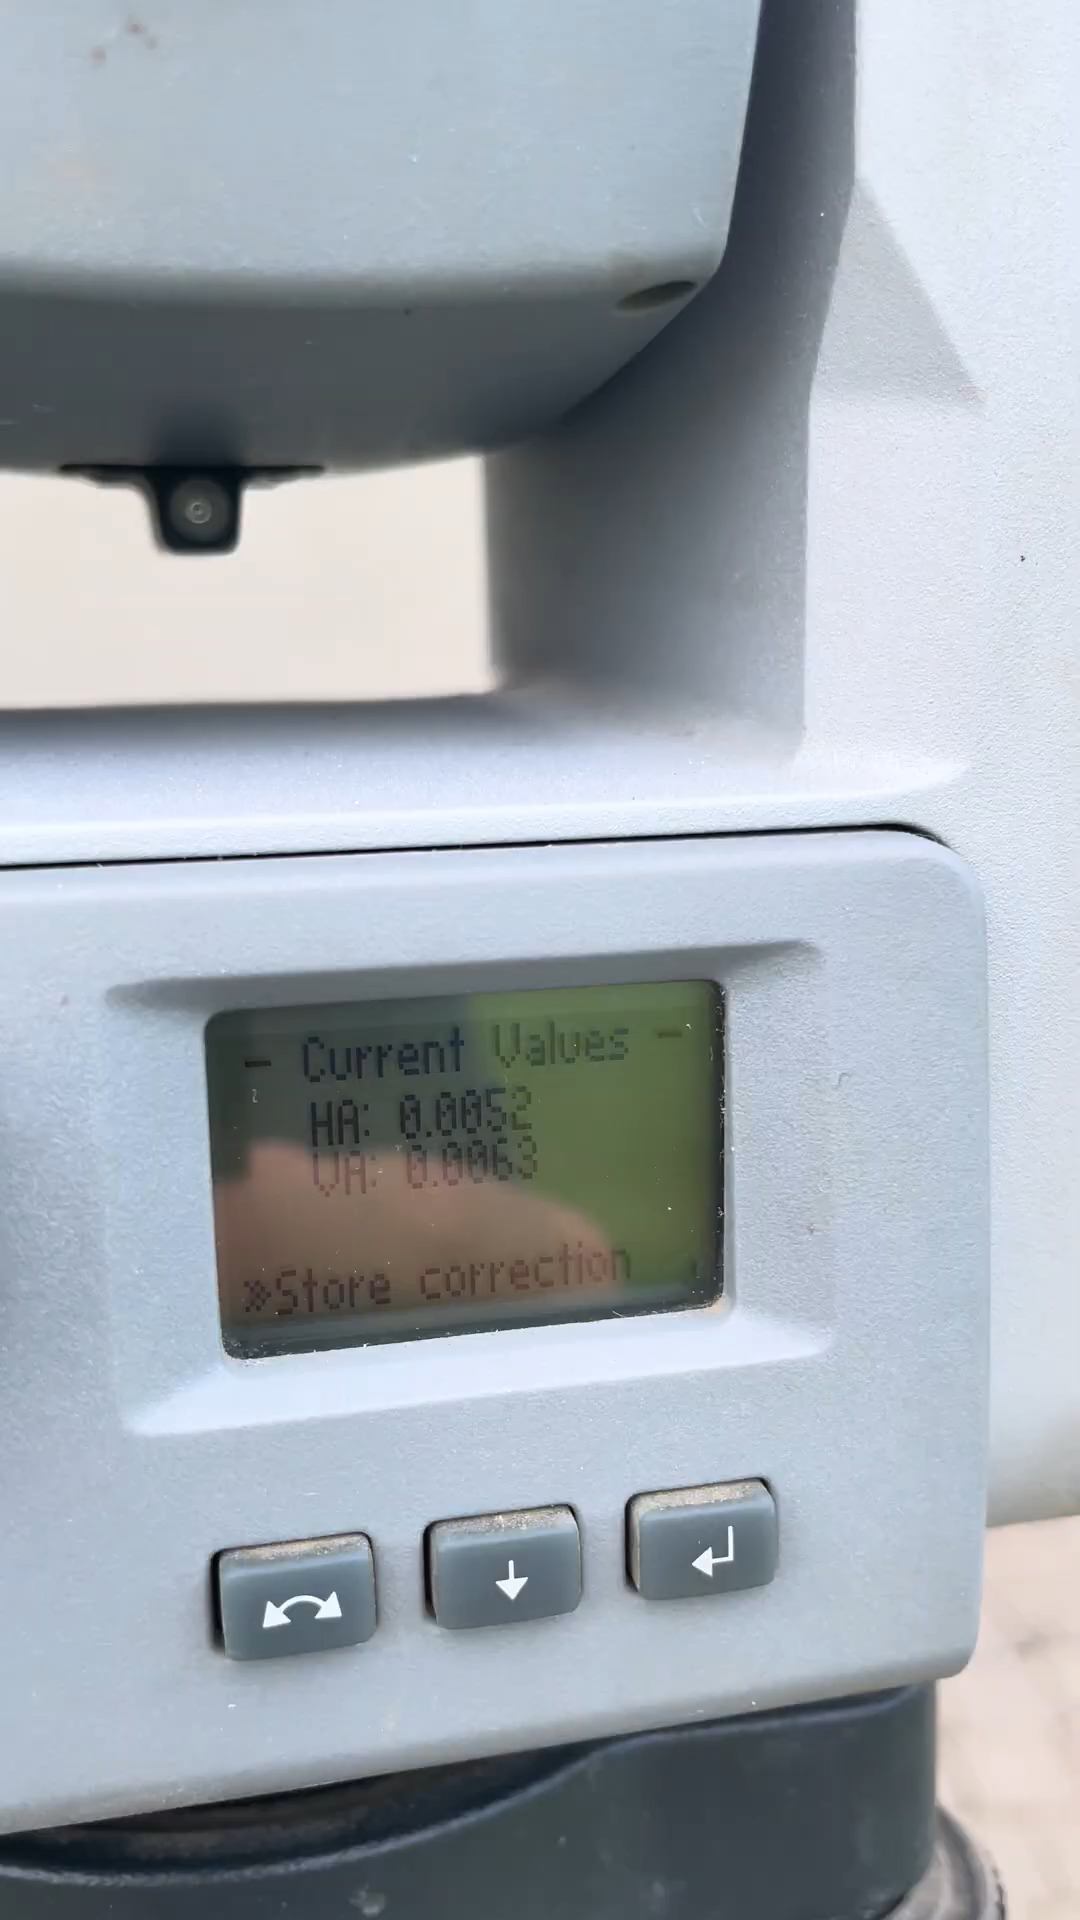 - Current Values -
HA: 0.0052
VA: 0.0063
»Store correction